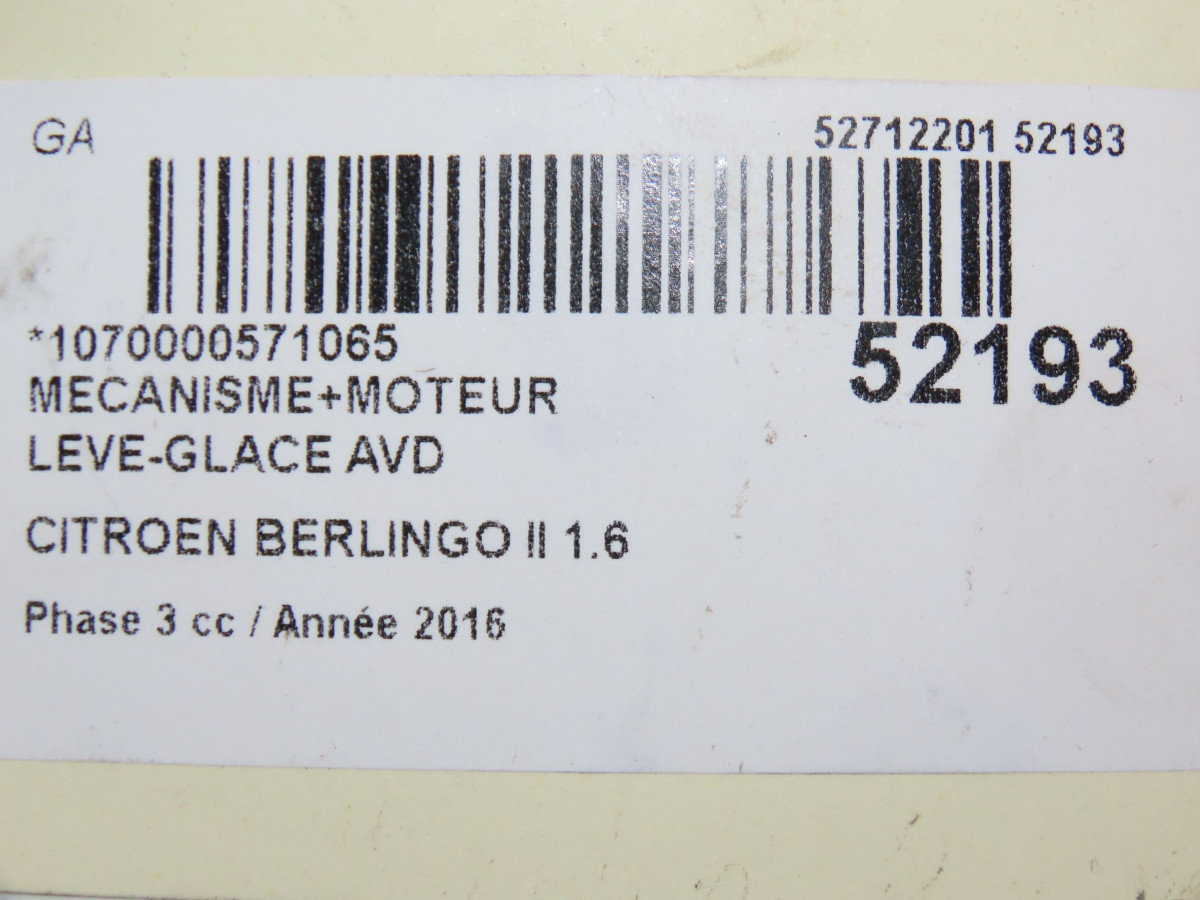 GA
52712201 52193
*1070000571065
52193
MECANISME+MOTEUR
LEVE-GLACE AVD
CITROEN BERLINGO II 1.6
Phase 3 cc / Année 2016